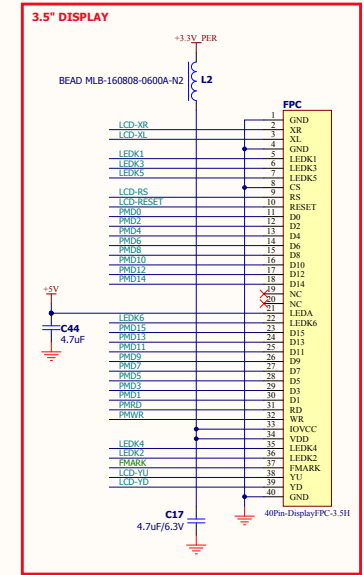 3.5" DISPLAY
+3.3V_PER
BEAD MLB-160808-0600A-N2 L2
FPC
1 GND
LCD-XR 2 XR
LCD-XL 3 XL
4 GND
LEDK1 5 LEDK1
LEDK3 6 LEDK3
LEDK5 7 LEDK5
8 CS
LCD-RS 9 RS
LCD-RESET 10 RESET
PMD0 11 D0
PMD2 12 D2
PMD4 13 D4
PMD6 14 D6
PMD8 15 D8
PMD10 16 D10
PMD12 17 D12
PMD14 18 D14
19 NC
+5V 20 NC
21 LEDA
LEDK6 22 LEDK6
C44 PMD15 23 D15
4.7uF PMD13 24 D13
PMD11 25 D11
PMD9 26 D9
PMD7 27 D7
PMD5 28 D5
PMD3 29 D3
PMD1 30 D1
PMRD 31 RD
PMWR 32 WR
33 IOVCC
34 VDD
LEDK4 35 LEDK4
LEDK2 36 LEDK2
FMARK 37 FMARK
LCD-YU 38 YU
LCD-YD 39 YD
40 GND
C17
4.7uF/6.3V
40Pin-DisplayFPC-3.5H